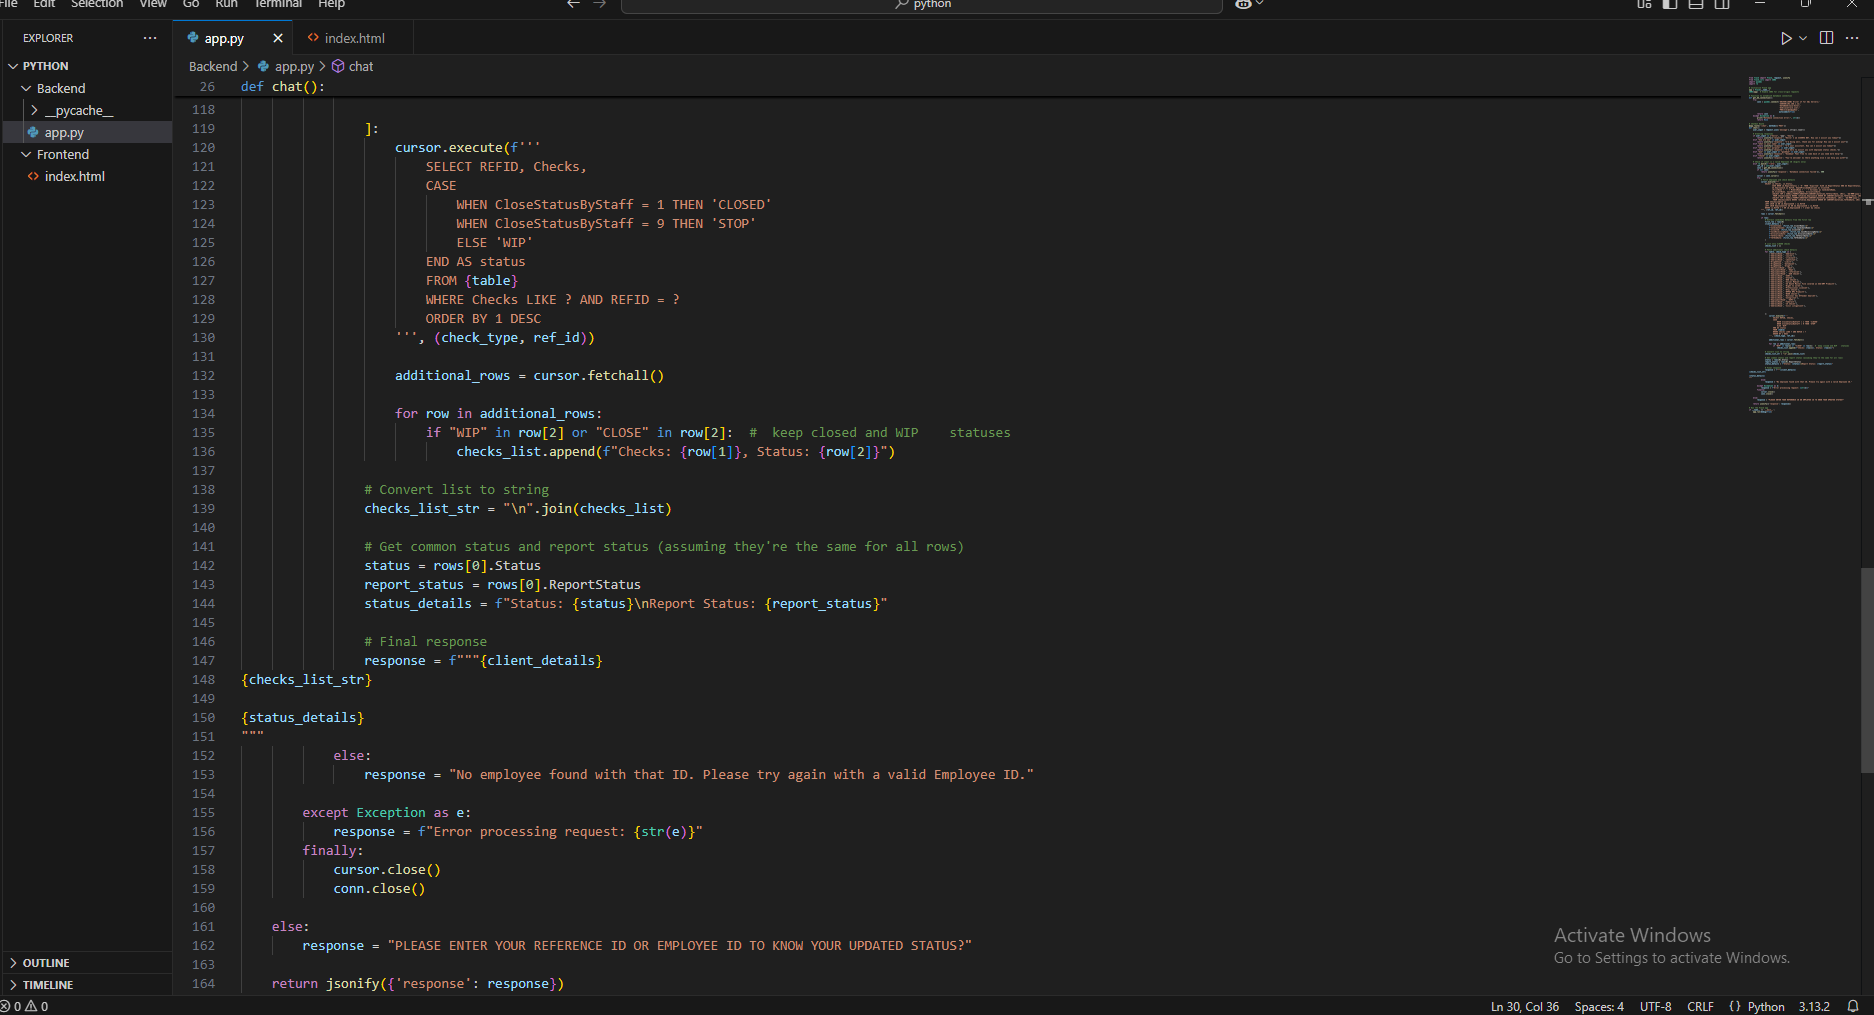 File Edit Selection View Go Run Terminal Help
python
EXPLORER
PYTHON
Backend
__pycache__
app.py
Frontend
index.html
OUTLINE
TIMELINE
app.py
index.html
Backend > app.py > chat
26 def chat():
118
119 ]:
120 cursor.execute(f'''
121 SELECT REFID, Checks,
122 CASE
123 WHEN CloseStatusByStaff = 1 THEN 'CLOSED'
124 WHEN CloseStatusByStaff = 9 THEN 'STOP'
125 ELSE 'WIP'
126 END AS status
127 FROM {table}
128 WHERE Checks LIKE ? AND REFID = ?
129 ORDER BY 1 DESC
130 ''', (check_type, ref_id))
131
132 additional_rows = cursor.fetchall()
133
134 for row in additional_rows:
135 if "WIP" in row[2] or "CLOSE" in row[2]:  #  keep closed and WIP    statuses
136 checks_list.append(f"Checks: {row[1]}, Status: {row[2]}")
137
138 # Convert list to string
139 checks_list_str = "\n".join(checks_list)
140
141 # Get common status and report status (assuming they're the same for all rows)
142 status = rows[0].Status
143 report_status = rows[0].ReportStatus
144 status_details = f"Status: {status}\nReport Status: {report_status}"
145
146 # Final response
147 response = f"""{client_details}
148 {checks_list_str}
149
150 {status_details}
151 """
152 else:
153 response = "No employee found with that ID. Please try again with a valid Employee ID."
154
155 except Exception as e:
156 response = f"Error processing request: {str(e)}"
157 finally:
158 cursor.close()
159 conn.close()
160
161 else:
162 response = "PLEASE ENTER YOUR REFERENCE ID OR EMPLOYEE ID TO KNOW YOUR UPDATED STATUS?"
163
164 return jsonify({'response': response})
Activate Windows
Go to Settings to activate Windows.
0 0
Ln 30, Col 36 Spaces: 4 UTF-8 CRLF {} Python 3.13.2